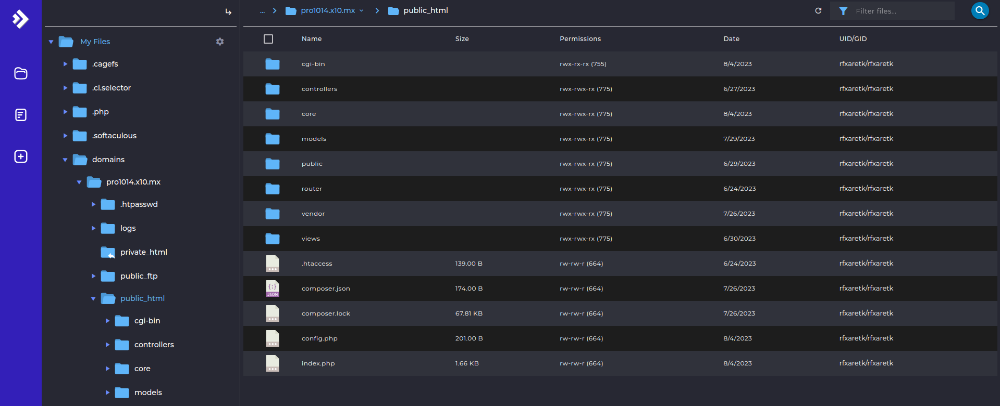 My Files
.cagefs
.cl.selector
.php
.softaculous
domains
pro1014.x10.mx
.htpasswd
logs
private_html
public_ftp
public_html
cgi-bin
controllers
core
models
... pro1014.x10.mx public_html Filter files...
Name Size Permissions Date UID/GID
cgi-bin rwx-rx-rx (755) 8/4/2023 rfxaretk/rfxaretk
controllers rwx-rwx-rx (775) 6/27/2023 rfxaretk/rfxaretk
core rwx-rwx-rx (775) 8/4/2023 rfxaretk/rfxaretk
models rwx-rwx-rx (775) 7/29/2023 rfxaretk/rfxaretk
public rwx-rwx-rx (775) 6/29/2023 rfxaretk/rfxaretk
router rwx-rwx-rx (775) 6/24/2023 rfxaretk/rfxaretk
vendor rwx-rwx-rx (775) 7/26/2023 rfxaretk/rfxaretk
views rwx-rwx-rx (775) 6/30/2023 rfxaretk/rfxaretk
.htaccess 139.00 B rw-rw-r (664) 6/24/2023 rfxaretk/rfxaretk
{;} JSON composer.json 174.00 B rw-rw-r (664) 7/26/2023 rfxaretk/rfxaretk
composer.lock 67.81 KB rw-rw-r (664) 7/26/2023 rfxaretk/rfxaretk
config.php 201.00 B rw-rw-r (664) 8/4/2023 rfxaretk/rfxaretk
index.php 1.66 KB rw-rw-r (664) 8/4/2023 rfxaretk/rfxaretk